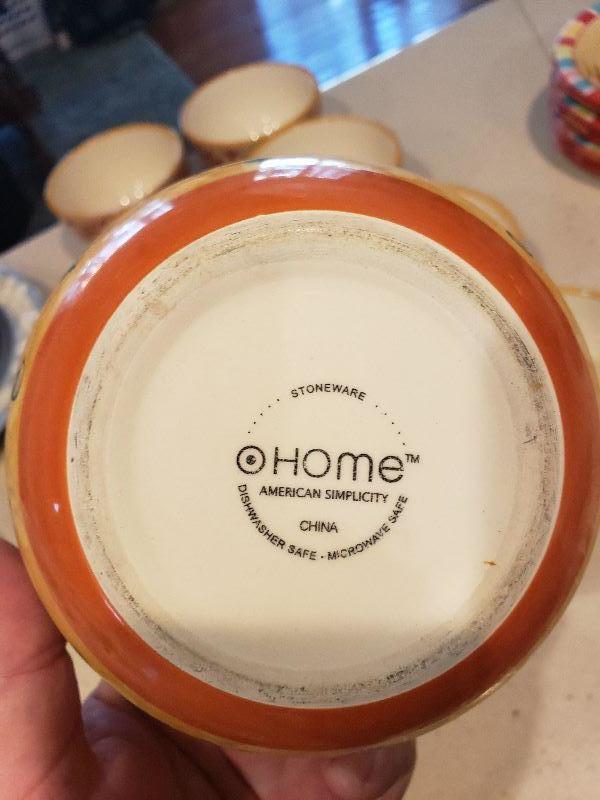 STONEWARE
HOME™
AMERICAN SIMPLICITY
CHINA
DISHWASHER SAFE · MICROWAVE SAFE